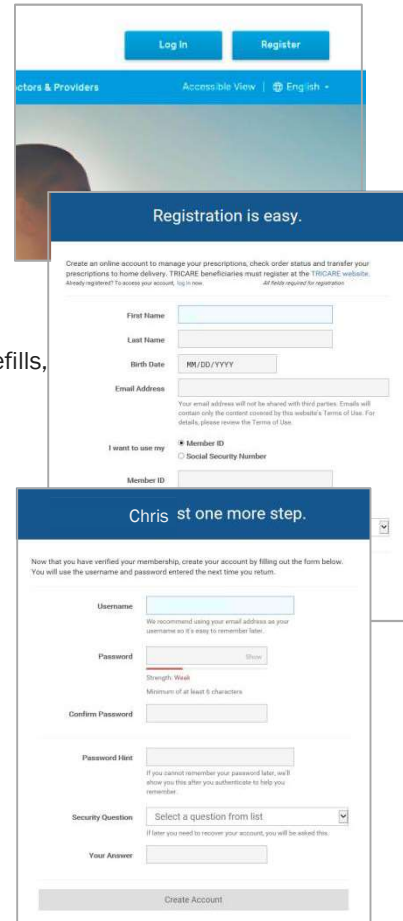 Log In Register
ctors & Providers Accessible View | English
Registration is easy.
Create an online account to manage your prescriptions, check order status and transfer your
prescriptions to home delivery. TRICARE beneficiaries must register at the TRICARE website.
Already registered? To access your account, log in now. All fields required for registration
First Name
Last Name
efills,
Birth Date MM/DD/YYYY
Email Address
Your email address will not be shared with third parties. Emails will
contain only the content covered by this website's Terms of Use. For
details, please review the Terms of Use.
I want to use my Member ID
Social Security Number
Member ID
Chris st one more step.
Now that you have verified your membership, create your account by filling out the form below.
You will use the username and password entered the next time you return.
Username
We recommend using your email address as your
username so it's easy to remember later.
Password Show
Strength: Weak
Minimum of at least 6 characters
Confirm Password
Password Hint
If you cannot remember your password later, we'll
show you this after you authenticate to help you
remember.
Security Question Select a question from list
If later you need to recover your account, you will be asked this.
Your Answer
Create Account